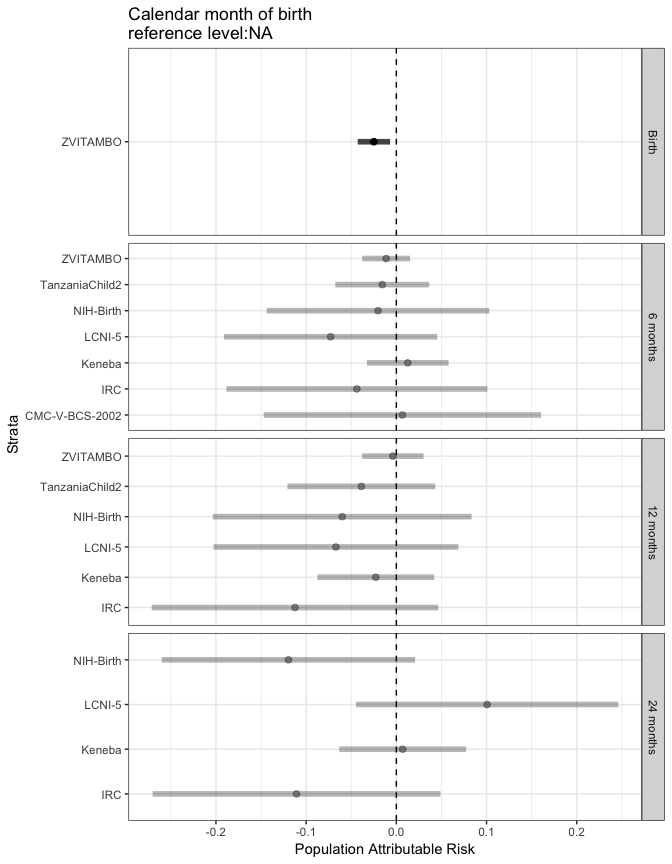 Calendar month of birth
reference level:NA
Strata
ZVITAMBO
Birth
ZVITAMBO
TanzaniaChild2
NIH-Birth
LCNI-5
Keneba
IRC
CMC-V-BCS-2002
6 months
ZVITAMBO
TanzaniaChild2
NIH-Birth
LCNI-5
Keneba
IRC
12 months
NIH-Birth
LCNI-5
Keneba
IRC
24 months
-0.2 -0.1 0.0 0.1 0.2
Population Attributable Risk